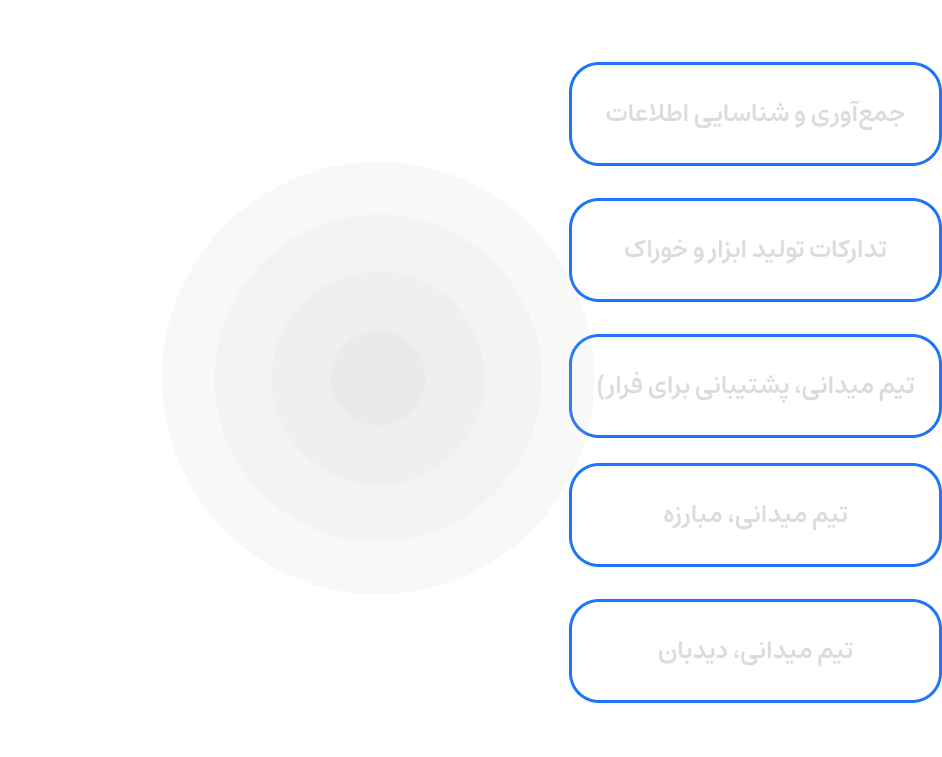 جمع‌آوری و شناسایی اطلاعات
تدارکات تولید ابزار و خوراک
تیم میدانی، پشتیبانی برای فرار)
تیم میدانی، مبارزه
تیم میدانی، دیدبان